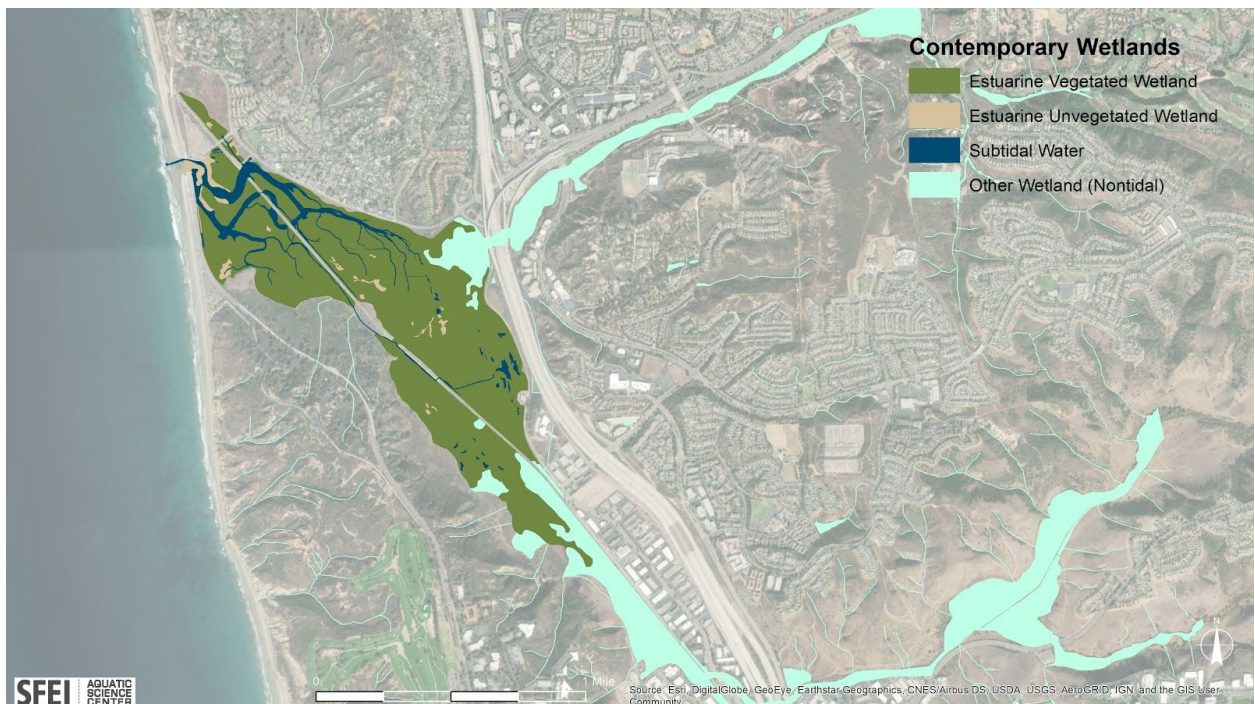 Contemporary Wetlands
Estuarine Vegetated Wetland
Estuarine Unvegetated Wetland
Subtidal Water
Other Wetland (Nontidal)
N
0
1 Mile
Source: Esri, DigitalGlobe, GeoEye, Earthstar Geographics, CNES/Airbus DS, USDA, USGS, AeroGRID, IGN, and the GIS User
Community
SFEI
AQUATIC
SCIENCE
CENTER